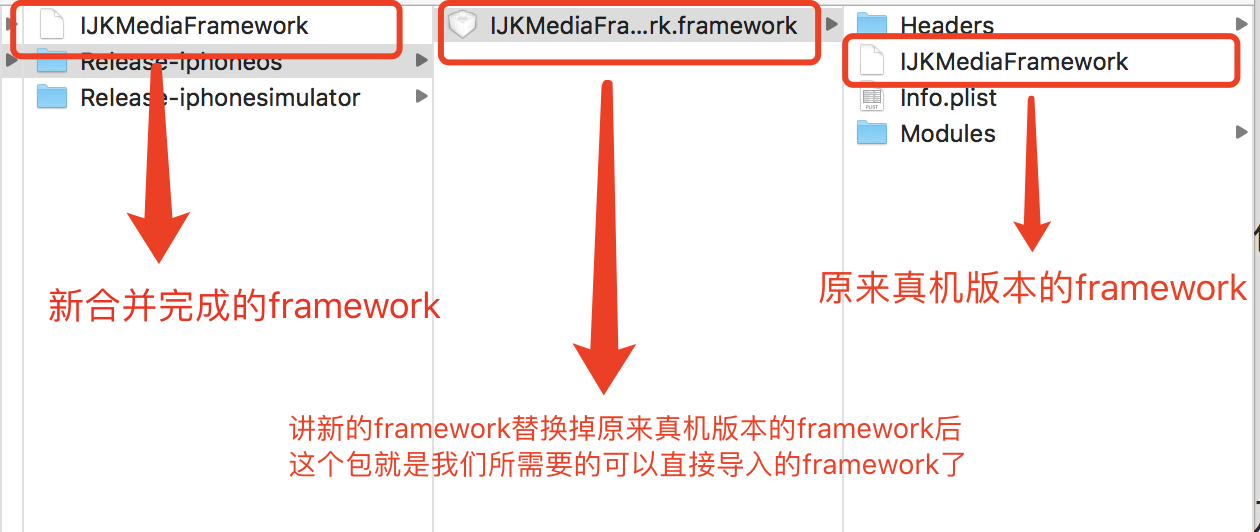 IJKMediaFramework
Release-iphoneos
Release-iphonesimulator
IJKMediaFra...rk.framework
Headers
IJKMediaFramework
Info.plist
Modules
新合并完成的framework
原来真机版本的framework
讲新的framework替换掉原来真机版本的framework后
这个包就是我们所需要的可以直接导入的framework了